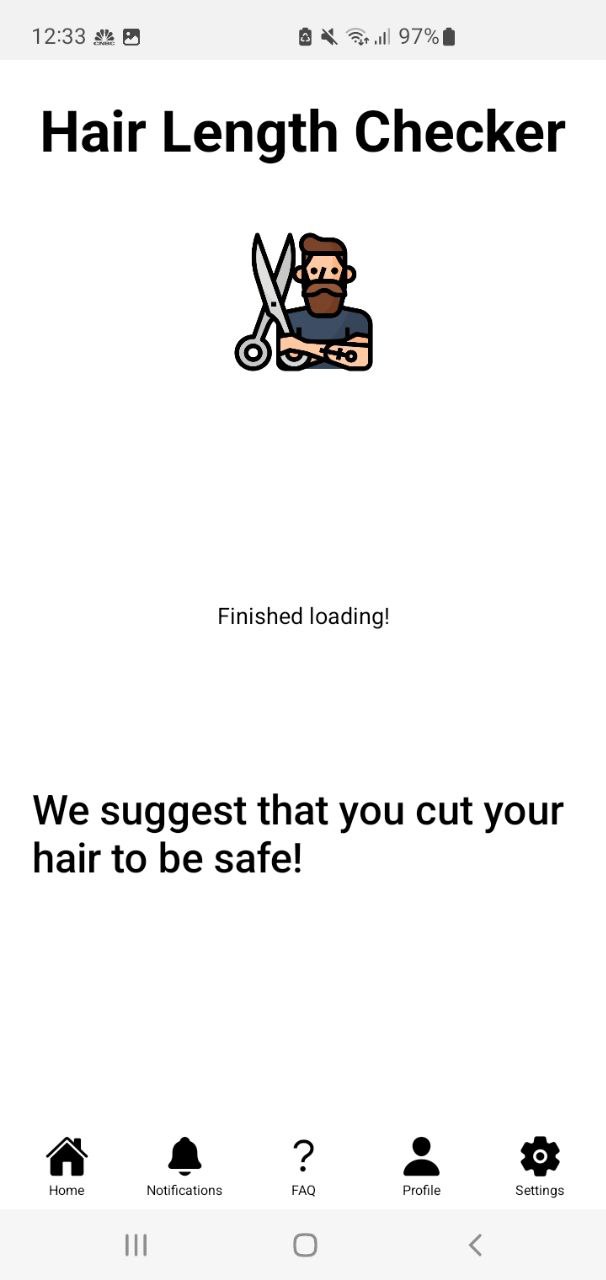 12:33 CNBC 97%
Hair Length Checker
Finished loading!
We suggest that you cut your
hair to be safe!
Home Notifications FAQ Profile Settings